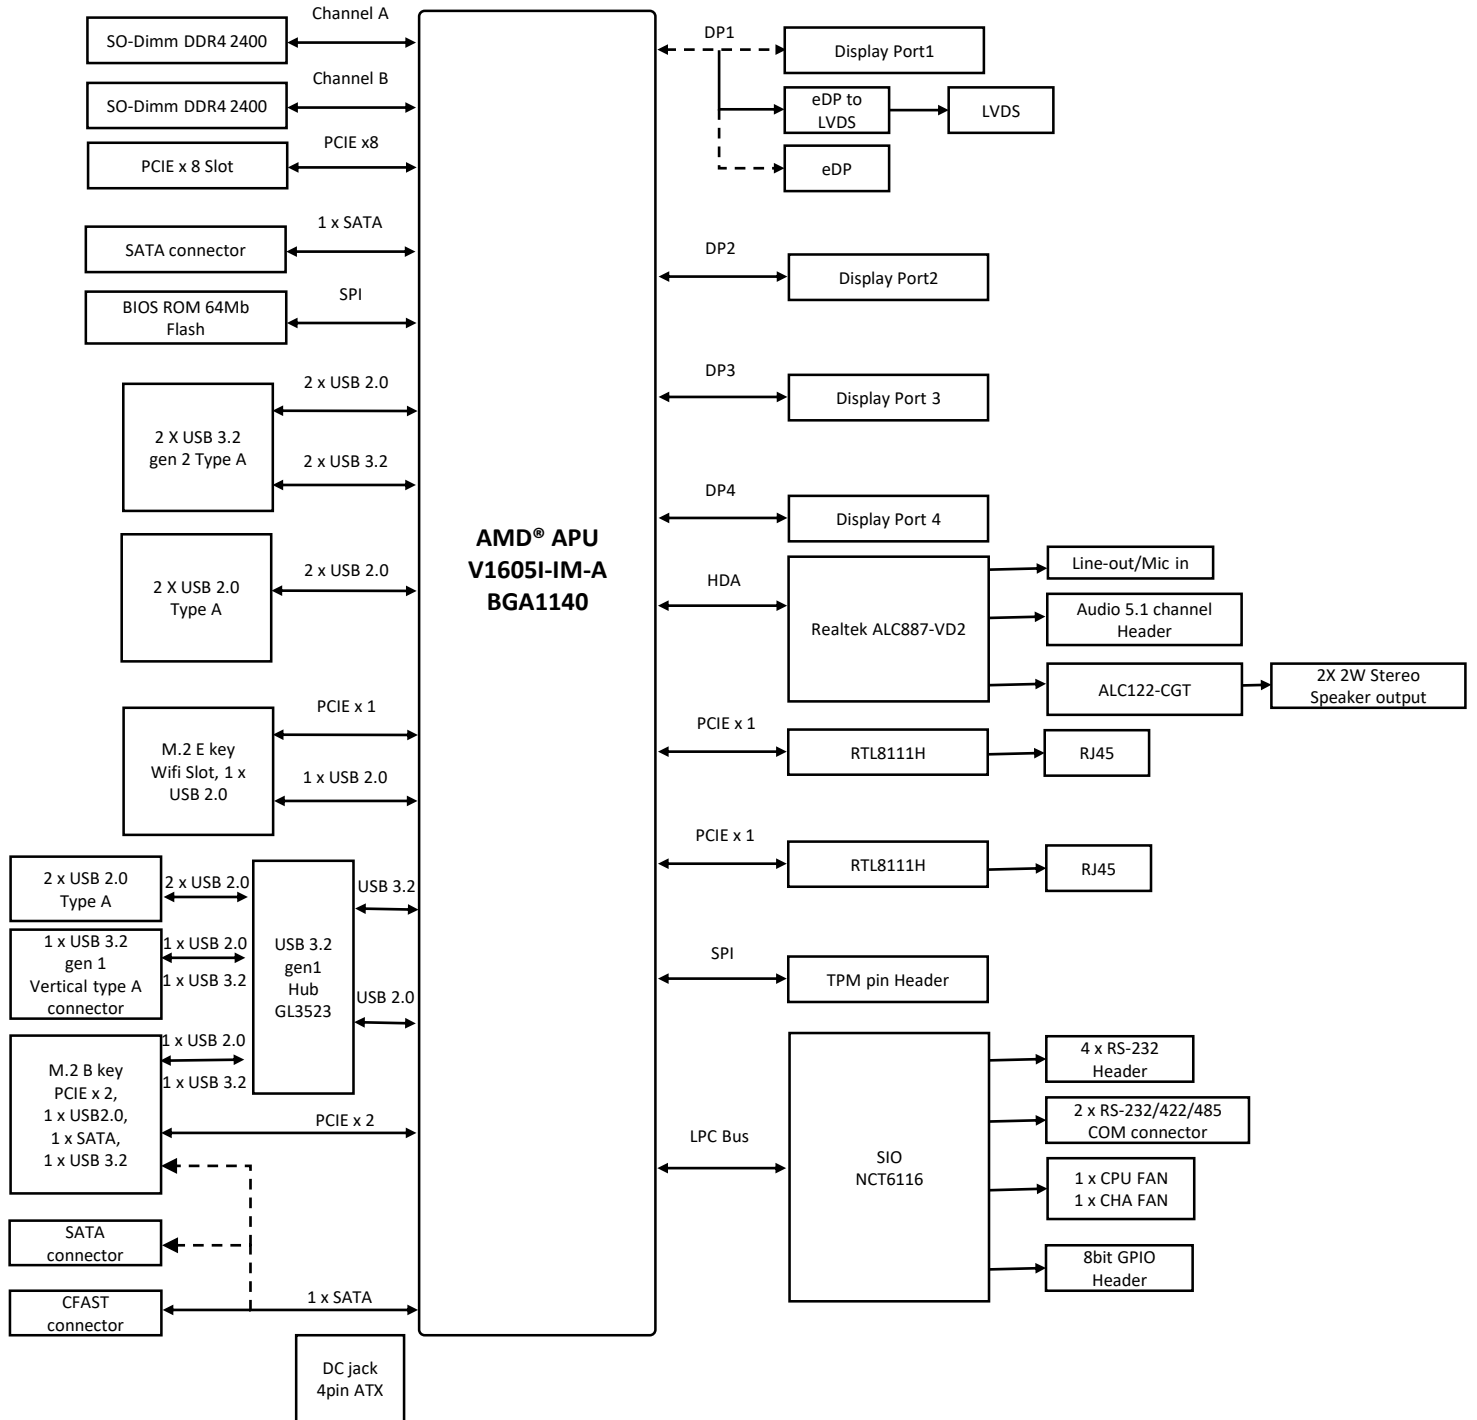 Channel A
SO-Dimm DDR4 2400
Channel B
SO-Dimm DDR4 2400
PCIE x8
PCIE x 8 Slot
1 x SATA
SATA connector
SPI
BIOS ROM 64Mb
Flash
2 x USB 2.0
2 X USB 3.2
gen 2 Type A
2 x USB 3.2
2 x USB 2.0
2 X USB 2.0
Type A
PCIE x 1
M.2 E key
Wifi Slot, 1 x
USB 2.0
1 x USB 2.0
2 x USB 2.0
Type A
2 x USB 2.0
USB 3.2
1 x USB 3.2
gen 1
Vertical type A
connector
1 x USB 2.0
1 x USB 3.2
USB 3.2
gen1
Hub
GL3523
USB 2.0
M.2 B key
PCIE x 2,
1 x USB2.0,
1 x SATA,
1 x USB 3.2
1 x USB 2.0
1 x USB 3.2
PCIE x 2
SATA
connector
CFAST
connector
1 x SATA
DC jack
4pin ATX
AMD® APU
V1605I-IM-A
BGA1140
DP1
Display Port1
eDP to
LVDS
LVDS
eDP
DP2
Display Port2
DP3
Display Port 3
DP4
Display Port 4
HDA
Realtek ALC887-VD2
Line-out/Mic in
Audio 5.1 channel
Header
ALC122-CGT
2X 2W Stereo
Speaker output
PCIE x 1
RTL8111H
RJ45
PCIE x 1
RTL8111H
RJ45
SPI
TPM pin Header
LPC Bus
SIO
NCT6116
4 x RS-232
Header
2 x RS-232/422/485
COM connector
1 x CPU FAN
1 x CHA FAN
8bit GPIO
Header